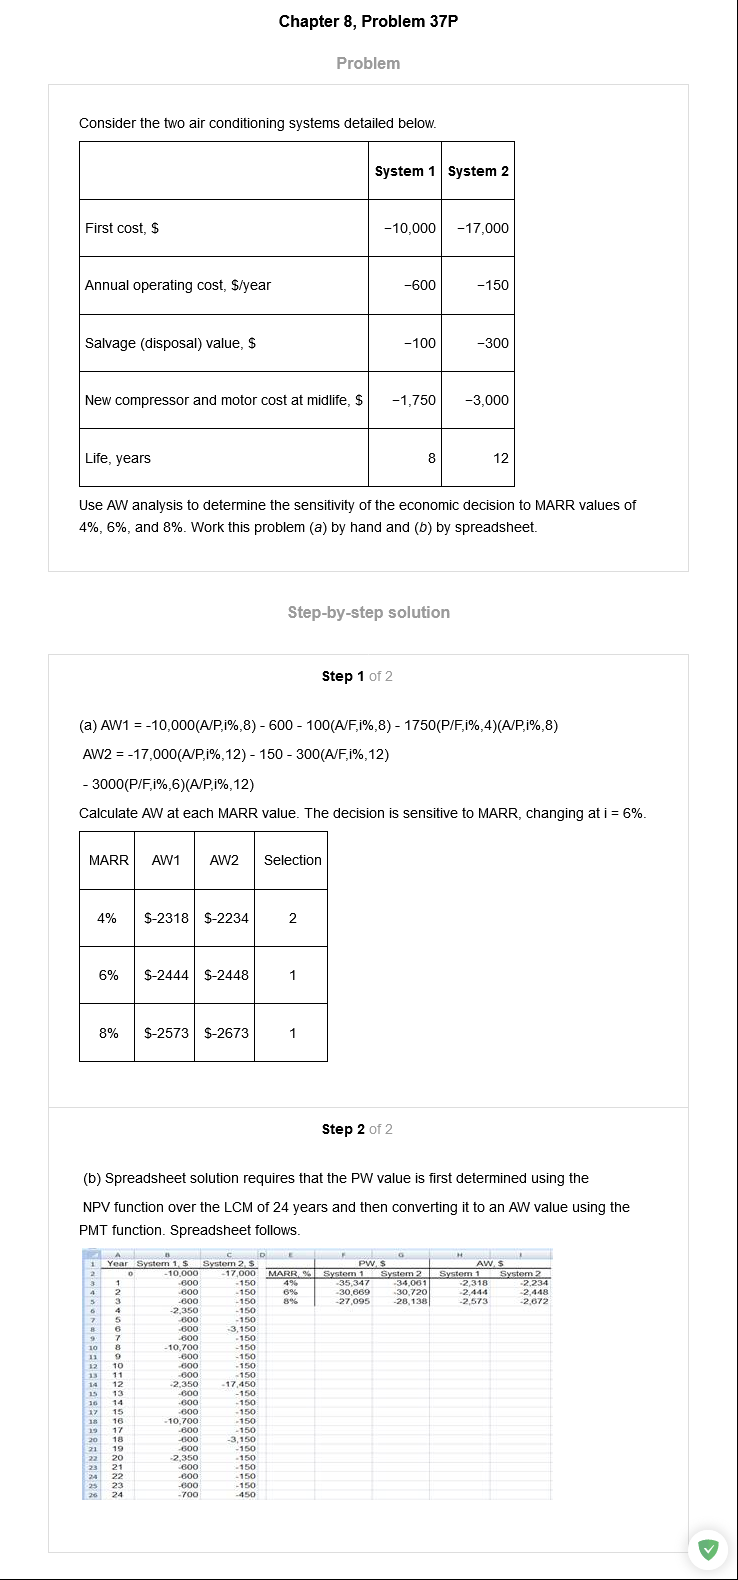 Chapter 8, Problem 37P
Problem
Consider the two air conditioning systems detailed below.
System 1 System 2
First cost, $ −10,000 −17,000
Annual operating cost, $/year −600 −150
Salvage (disposal) value, $ −100 −300
New compressor and motor cost at midlife, $ −1,750 −3,000
Life, years 8 12
Use AW analysis to determine the sensitivity of the economic decision to MARR values of
4%, 6%, and 8%. Work this problem (a) by hand and (b) by spreadsheet.
Step-by-step solution
Step 1 of 2
(a) AW1 = -10,000(A/P,i%,8) - 600 - 100(A/F,i%,8) - 1750(P/F,i%,4)(A/P,i%,8)
AW2 = -17,000(A/P,i%,12) - 150 - 300(A/F,i%,12)
- 3000(P/F,i%,6)(A/P,i%,12)
Calculate AW at each MARR value. The decision is sensitive to MARR, changing at i = 6%.
MARR AW1 AW2 Selection
4% $-2318 $-2234 2
6% $-2444 $-2448 1
8% $-2573 $-2673 1
Step 2 of 2
(b) Spreadsheet solution requires that the PW value is first determined using the
NPV function over the LCM of 24 years and then converting it to an AW value using the
PMT function. Spreadsheet follows.
A B C D E F G H I
1 Year System 1, $ System 2, $ PW, $ AW, $
2 0 -10,000 -17,000 MARR, % System 1 System 2 System 1 System 2
3 1 -600 -150 4% -35,347 -34,061 -2,318 -2,234
4 2 -600 -150 6% -30,669 -30,720 -2,444 -2,448
5 3 -600 -150 8% -27,095 -28,138 -2,573 -2,672
6 4 -2,350 -150
7 5 -600 -150
8 6 -600 -3,150
9 7 -600 -150
10 8 -10,700 -150
11 9 -600 -150
12 10 -600 -150
13 11 -600 -150
14 12 -2,350 -17,450
15 13 -600 -150
16 14 -600 -150
17 15 -600 -150
18 16 -10,700 -150
19 17 -600 -150
20 18 -600 -3,150
21 19 -600 -150
22 20 -2,350 -150
23 21 -600 -150
24 22 -600 -150
25 23 -600 -150
26 24 -700 -450